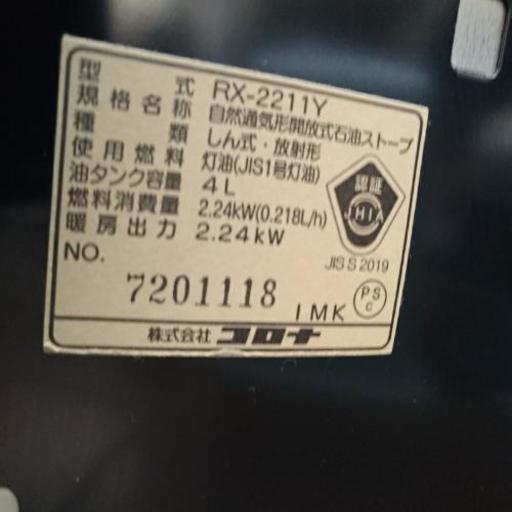 型式 RX-2211Y
規格名称 自然通気形開放式石油ストーブ
種類 しん式・放射形
使用燃料 灯油(JIS1号灯油)
油タンク容量 4L
燃料消費量 2.24kW(0.218L/h)
暖房出力 2.24kW
認証
JHIA
JIS S 2019
NO. 7201118 IMK
PS C
株式会社 コロナ